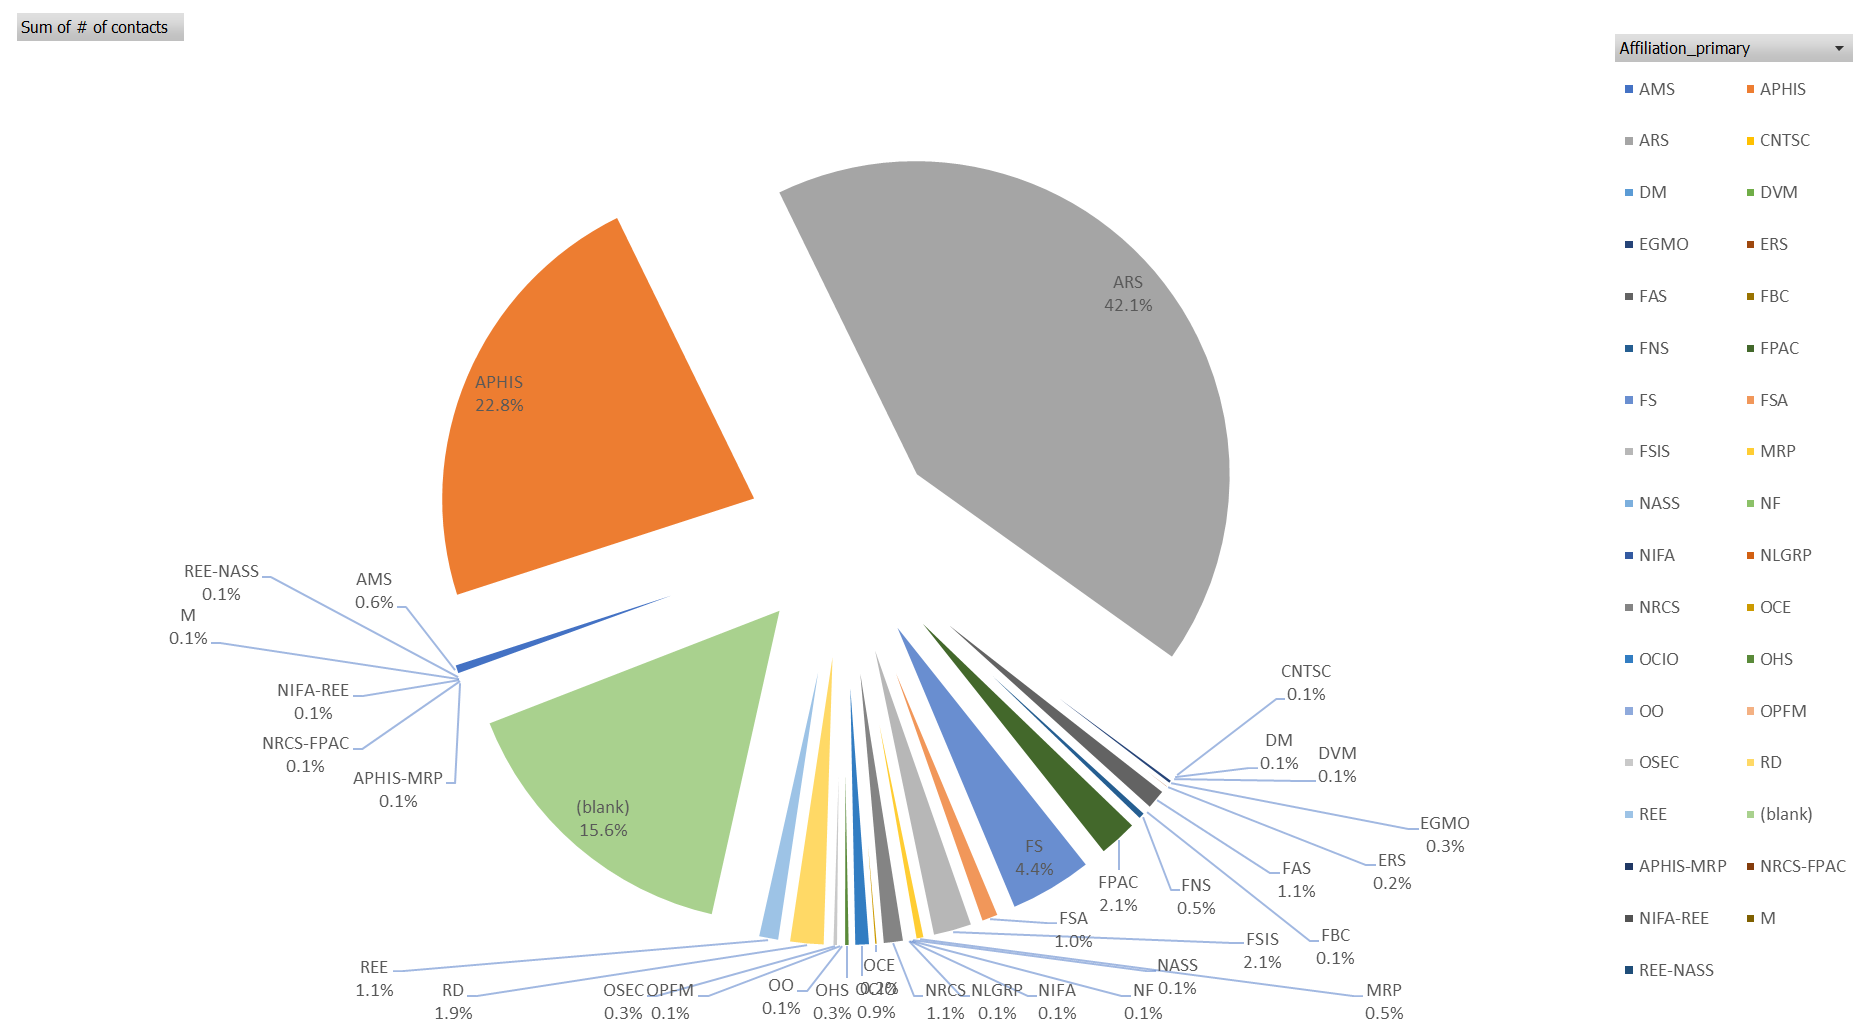 Sum of # of contacts
Affiliation_primary
AMS
APHIS
ARS
CNTSC
DM
DVM
EGMO
ERS
FAS
FBC
FNS
FPAC
FS
FSA
FSIS
MRP
NASS
NF
NIFA
NLGRP
NRCS
OCE
OCIO
OHS
OO
OPFM
OSEC
RD
REE
(blank)
APHIS-MRP
NRCS-FPAC
NIFA-REE
M
REE-NASS
ARS
42.1%
APHIS
22.8%
REE-NASS
0.1%
AMS
0.6%
M
0.1%
NIFA-REE
0.1%
NRCS-FPAC
0.1%
APHIS-MRP
0.1%
(blank)
15.6%
CNTSC
0.1%
DM
0.1%
DVM
0.1%
EGMO
0.3%
ERS
0.2%
FAS
1.1%
FBC
0.1%
FNS
0.5%
FPAC
2.1%
FS
4.4%
FSA
1.0%
FSIS
2.1%
MRP
0.5%
NASS
0.1%
NF
0.1%
NIFA
0.1%
NLGRP
0.1%
NRCS
1.1%
OCE
0.2%
OCIO
0.9%
OHS
0.3%
OO
0.1%
OPFM
0.1%
OSEC
0.3%
RD
1.9%
REE
1.1%